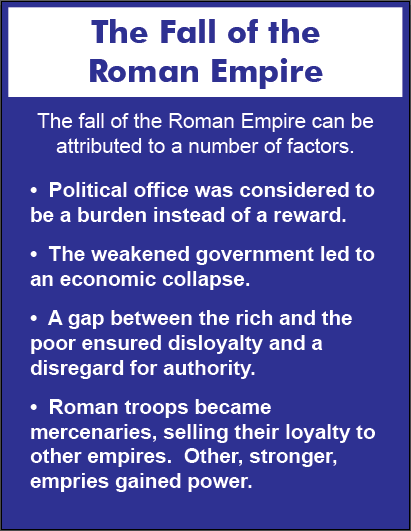 The Fall of the
Roman Empire
The fall of the Roman Empire can be
attributed to a number of factors.
•  Political office was considered to
be a burden instead of a reward.
•  The weakened government led to
an economic collapse.
•  A gap between the rich and the
poor ensured disloyalty and a
disregard for authority.
•  Roman troops became
mercenaries, selling their loyalty to
other empires.  Other, stronger,
empries gained power.